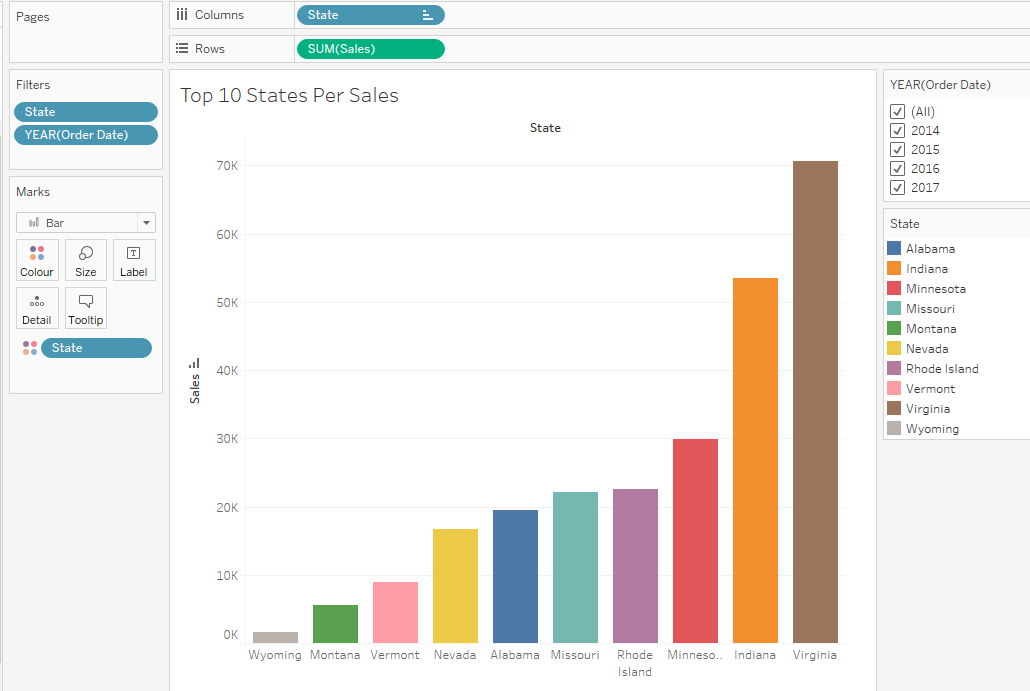 Pages
Columns
State
Rows
SUM(Sales)
Filters
State
YEAR(Order Date)
Marks
Bar
Colour
Size
Label
Detail
Tooltip
State
Top 10 States Per Sales
State
Sales
70K
60K
50K
40K
30K
20K
10K
0K
Wyoming Montana Vermont Nevada Alabama Missouri Rhode Island Minneso.. Indiana Virginia
YEAR(Order Date)
(All)
2014
2015
2016
2017
State
Alabama
Indiana
Minnesota
Missouri
Montana
Nevada
Rhode Island
Vermont
Virginia
Wyoming